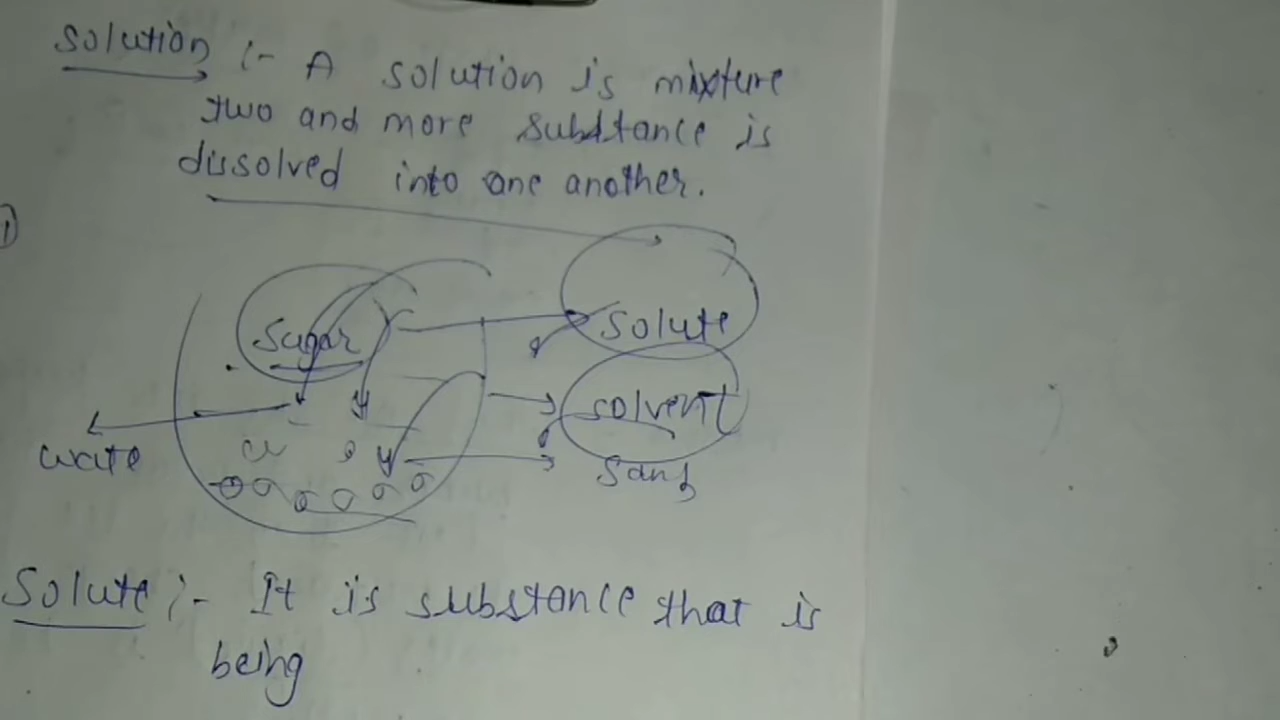 Solution :- A solution is mixture
two and more substance is
dissolved into one another.
1
Sugar
Solute
solvent
wate
Sand
Solute :- It is substance that is
being